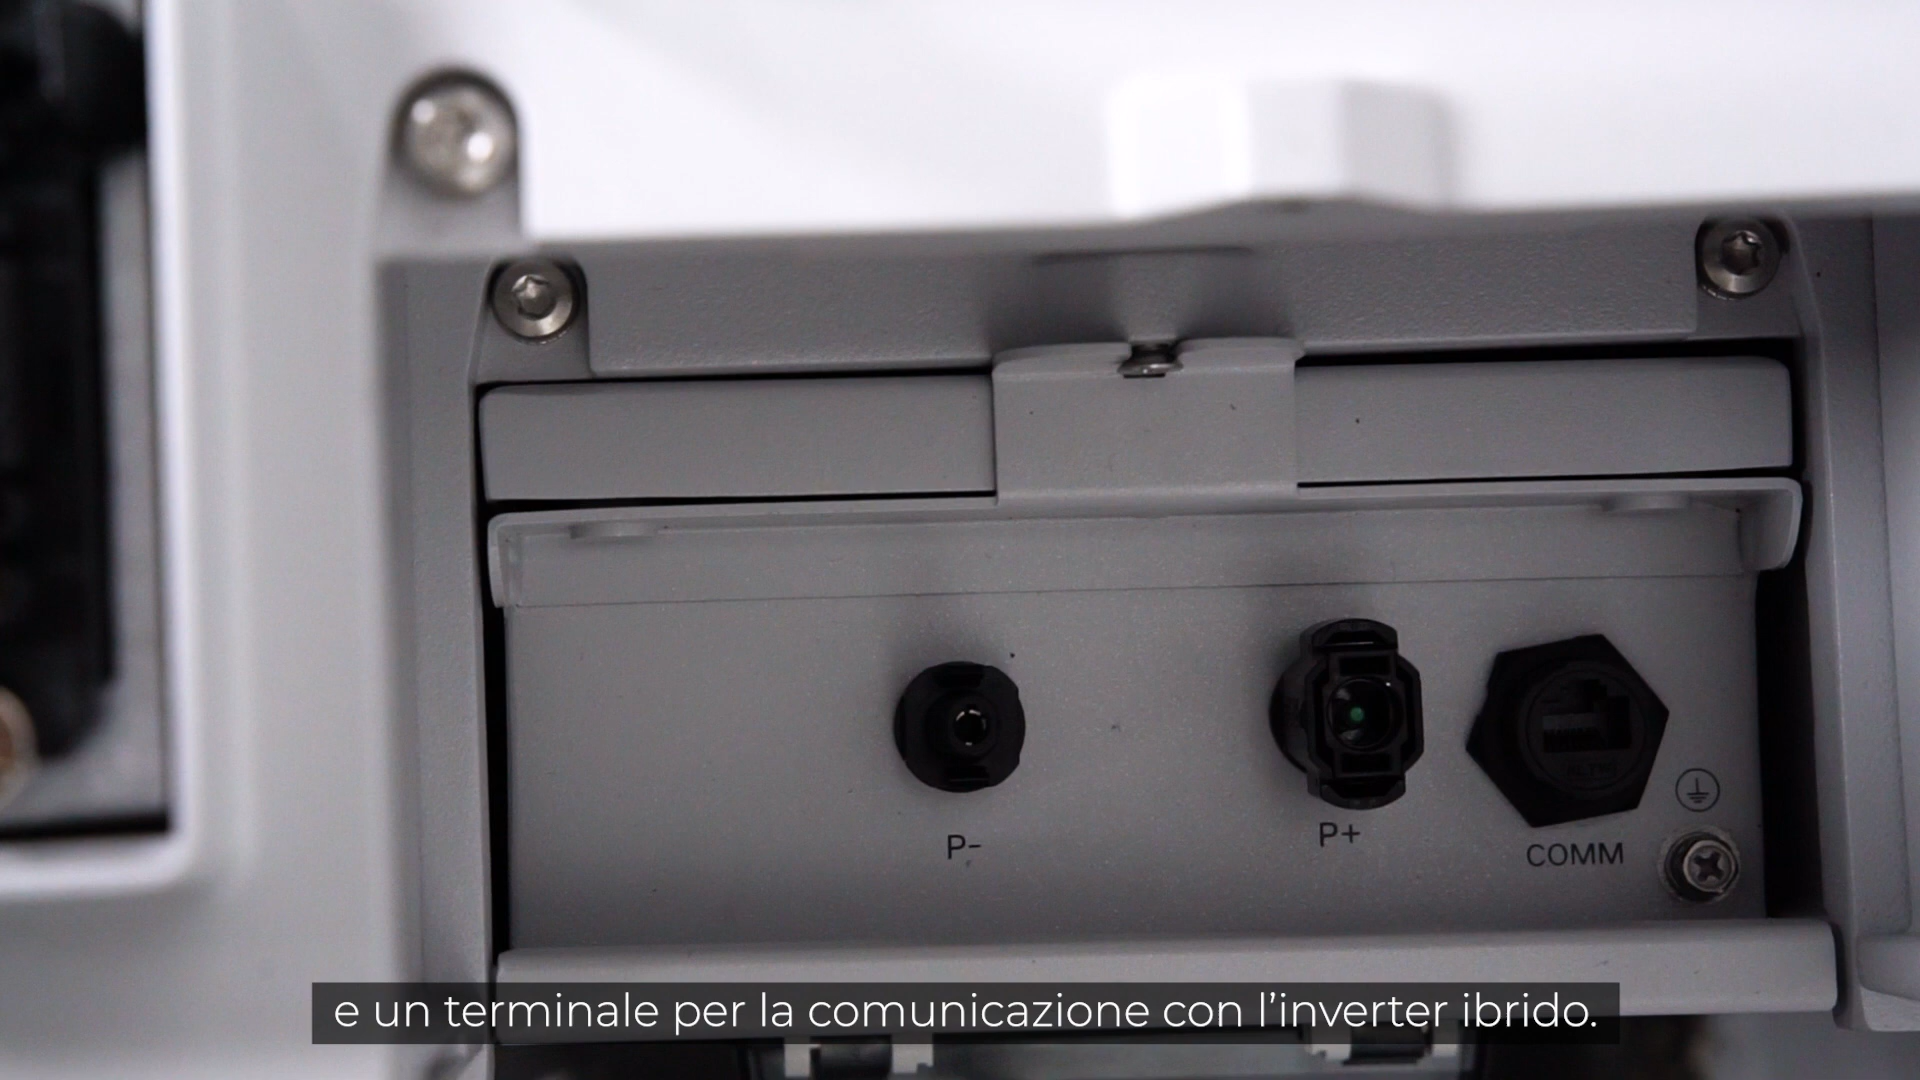 P-
P+
COMM
e un terminale per la comunicazione con l’inverter ibrido.